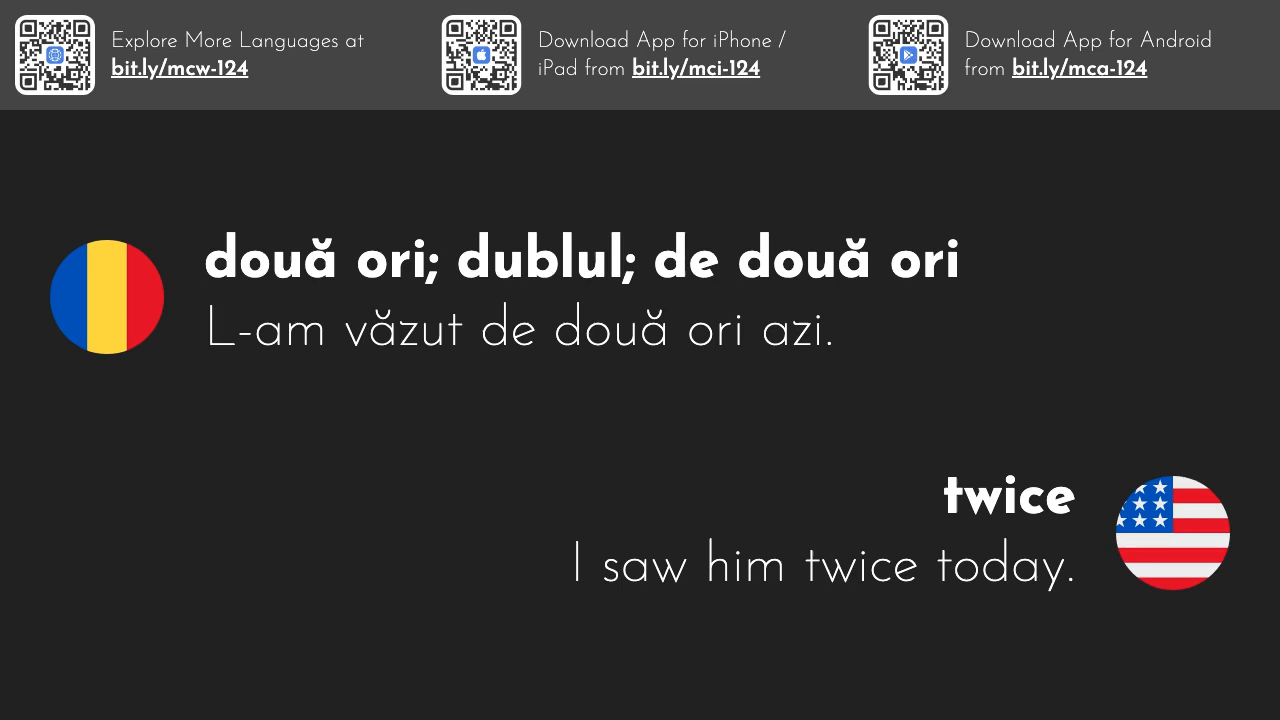 Explore More Languages at
bit.ly/mcw-124
Download App for iPhone /
iPad from bit.ly/mci-124
Download App for Android
from bit.ly/mca-124
două ori; dublul; de două ori
L-am văzut de două ori azi.
twice
I saw him twice today.